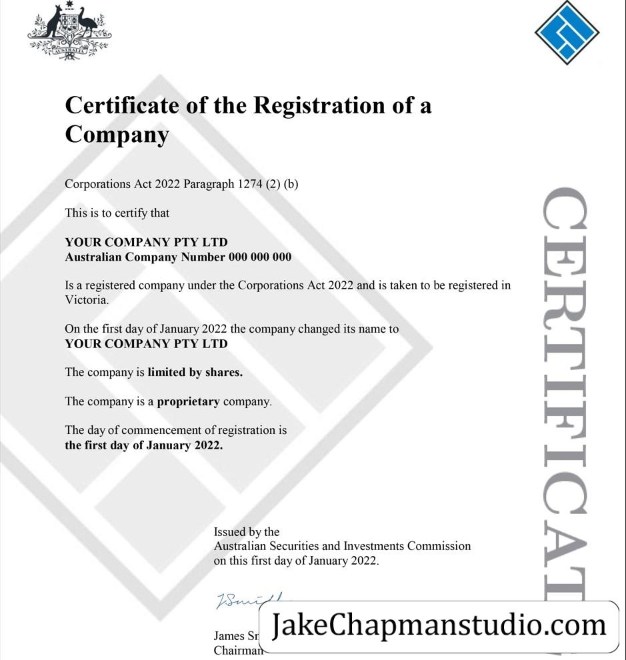 AUSTRALIA
Certificate of the Registration of a
Company
Corporations Act 2022 Paragraph 1274 (2) (b)
This is to certify that
YOUR COMPANY PTY LTD
Australian Company Number 000 000 000
Is a registered company under the Corporations Act 2022 and is taken to be registered in
Victoria.
On the first day of January 2022 the company changed its name to
YOUR COMPANY PTY LTD
The company is limited by shares.
The company is a proprietary company.
The day of commencement of registration is
the first day of January 2022.
Issued by the
Australian Securities and Investments Commission
on this first day of January 2022.
James
Chairman
CERTIFICAT
JakeChapmanstudio.com